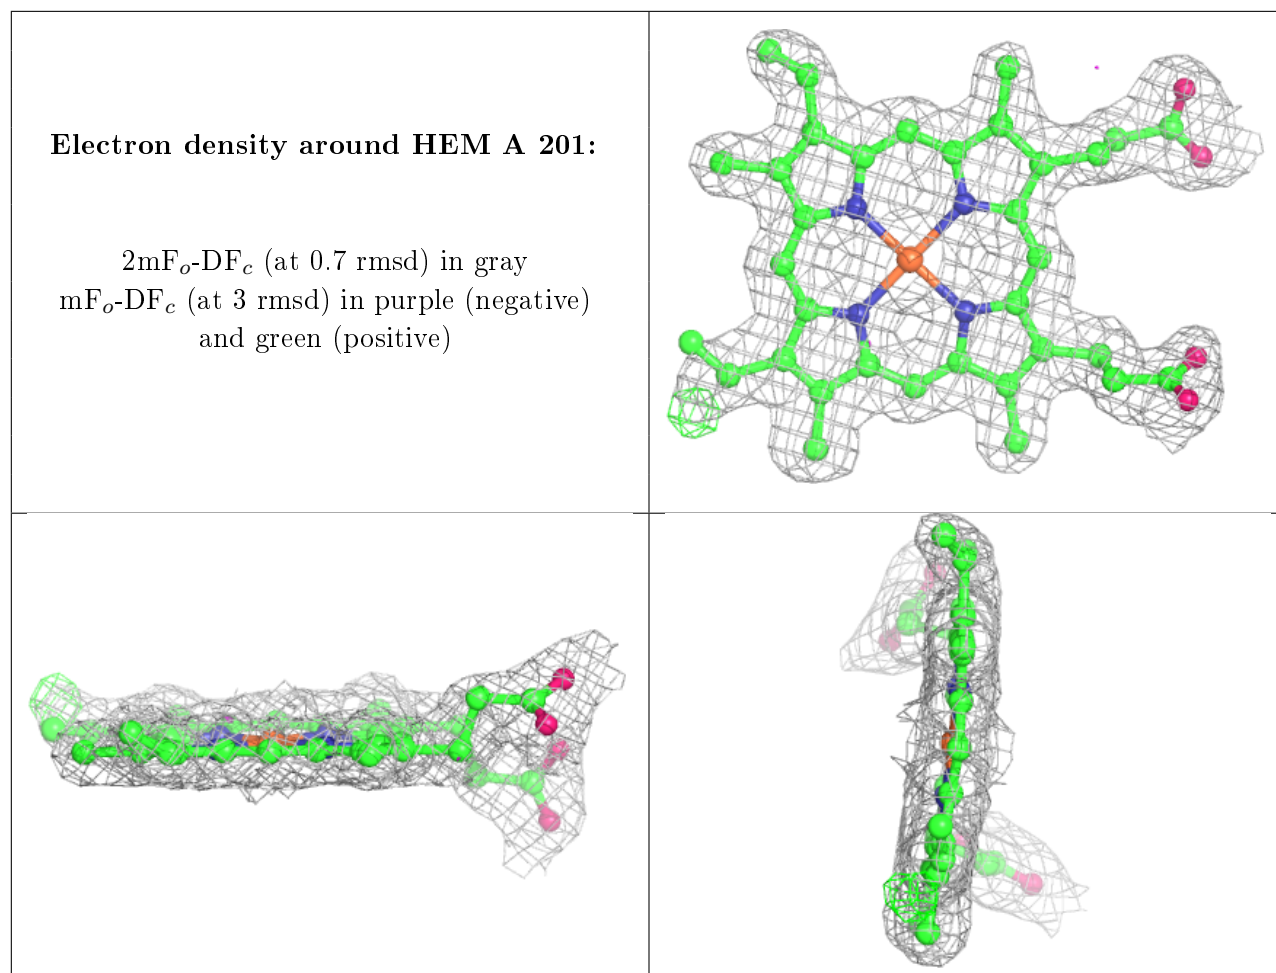 Electron density around HEM A 201:
2mFo-DFc (at 0.7 rmsd) in gray
mFo-DFc (at 3 rmsd) in purple (negative)
and green (positive)